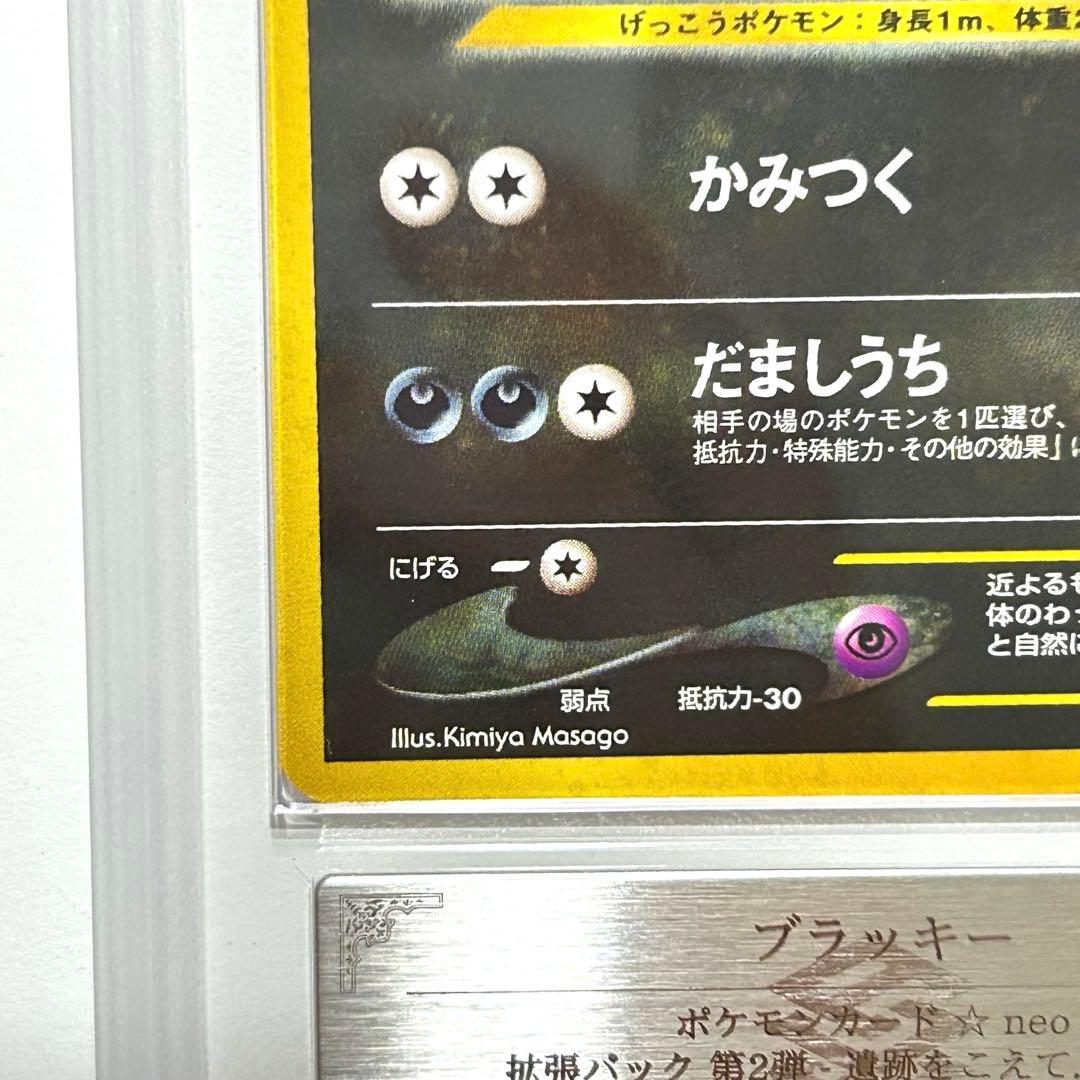 げっこうポケモン：身長1m、体重
かみつく
だましうち
相手の場のポケモンを1匹選び、
抵抗力・特殊能力・その他の効果」に
にげる
近よるも
体のわっ
と自然に
弱点 抵抗力-30
Illus.Kimiya Masago
ブラッキー
ポケモンカード☆neo
拡張パック 第2弾 遺跡をこえて